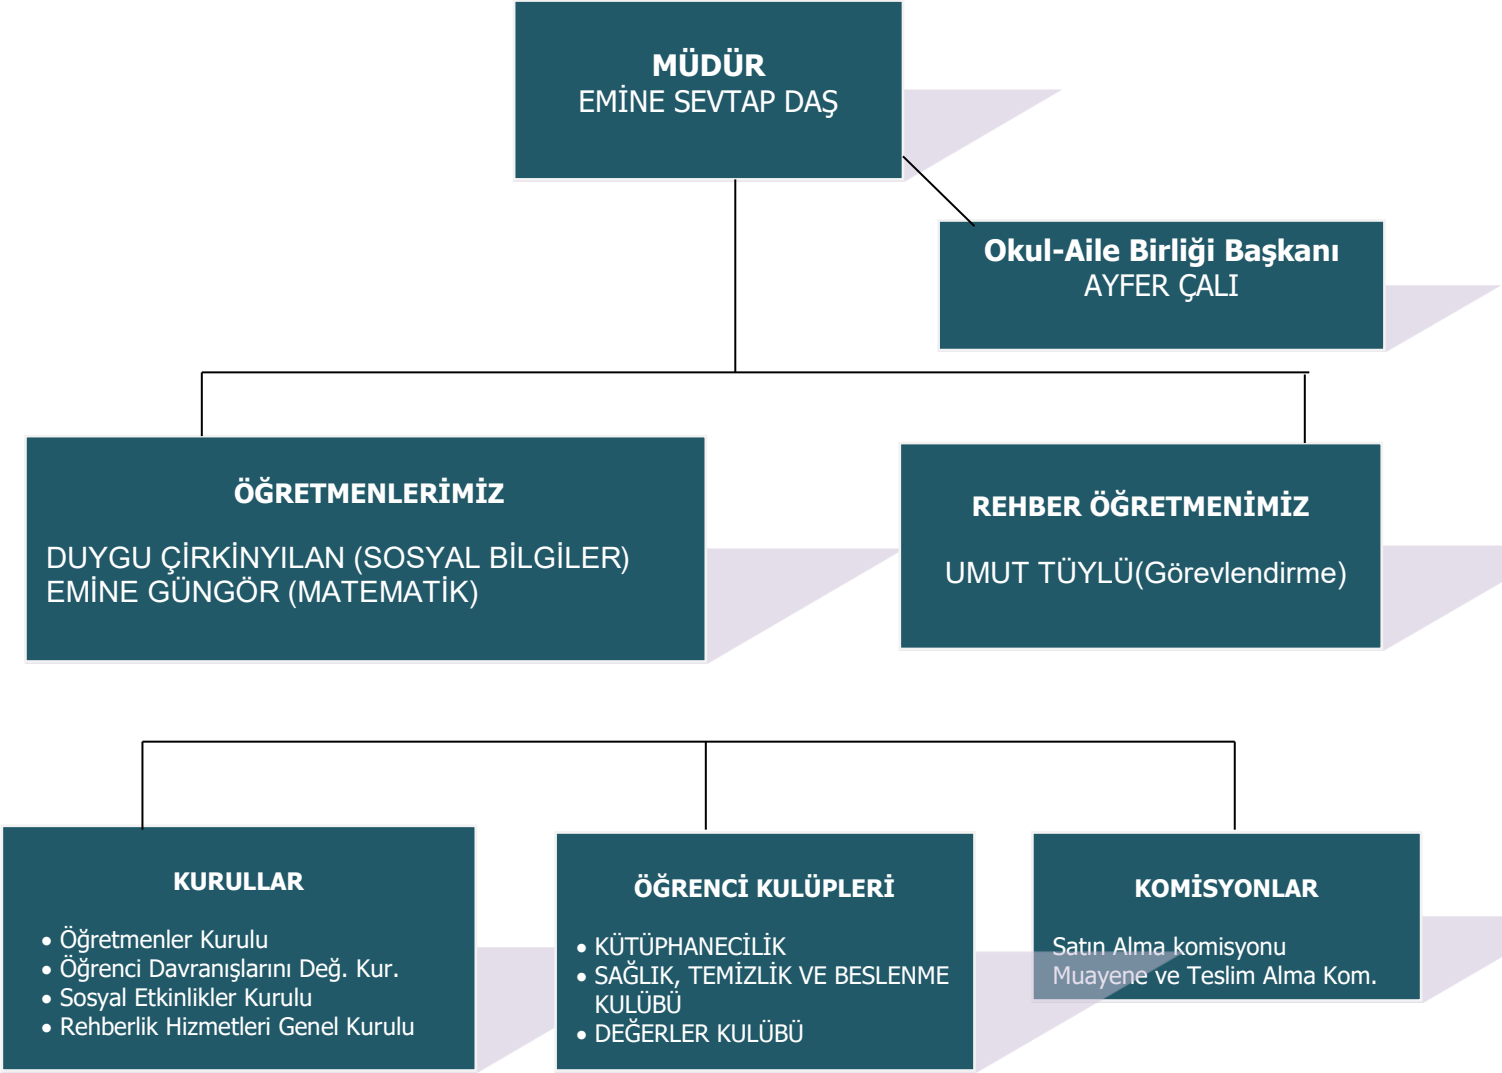 MÜDÜR
EMİNE SEVTAP DAŞ
Okul-Aile Birliği Başkanı
AYFER ÇALI
ÖĞRETMENLERİMİZ
DUYGU ÇİRKİNYILAN (SOSYAL BİLGİLER)
EMİNE GÜNGÖR (MATEMATİK)
REHBER ÖĞRETMENİMİZ
UMUT TÜYLÜ(Görevlendirme)
KURULLAR
• Öğretmenler Kurulu
• Öğrenci Davranışlarını Değ. Kur.
• Sosyal Etkinlikler Kurulu
• Rehberlik Hizmetleri Genel Kurulu
ÖĞRENCİ KULÜPLERİ
• KÜTÜPHANECİLİK
• SAĞLIK, TEMİZLİK VE BESLENME
KULÜBÜ
• DEĞERLER KULÜBÜ
KOMİSYONLAR
Satın Alma komisyonu
Muayene ve Teslim Alma Kom.